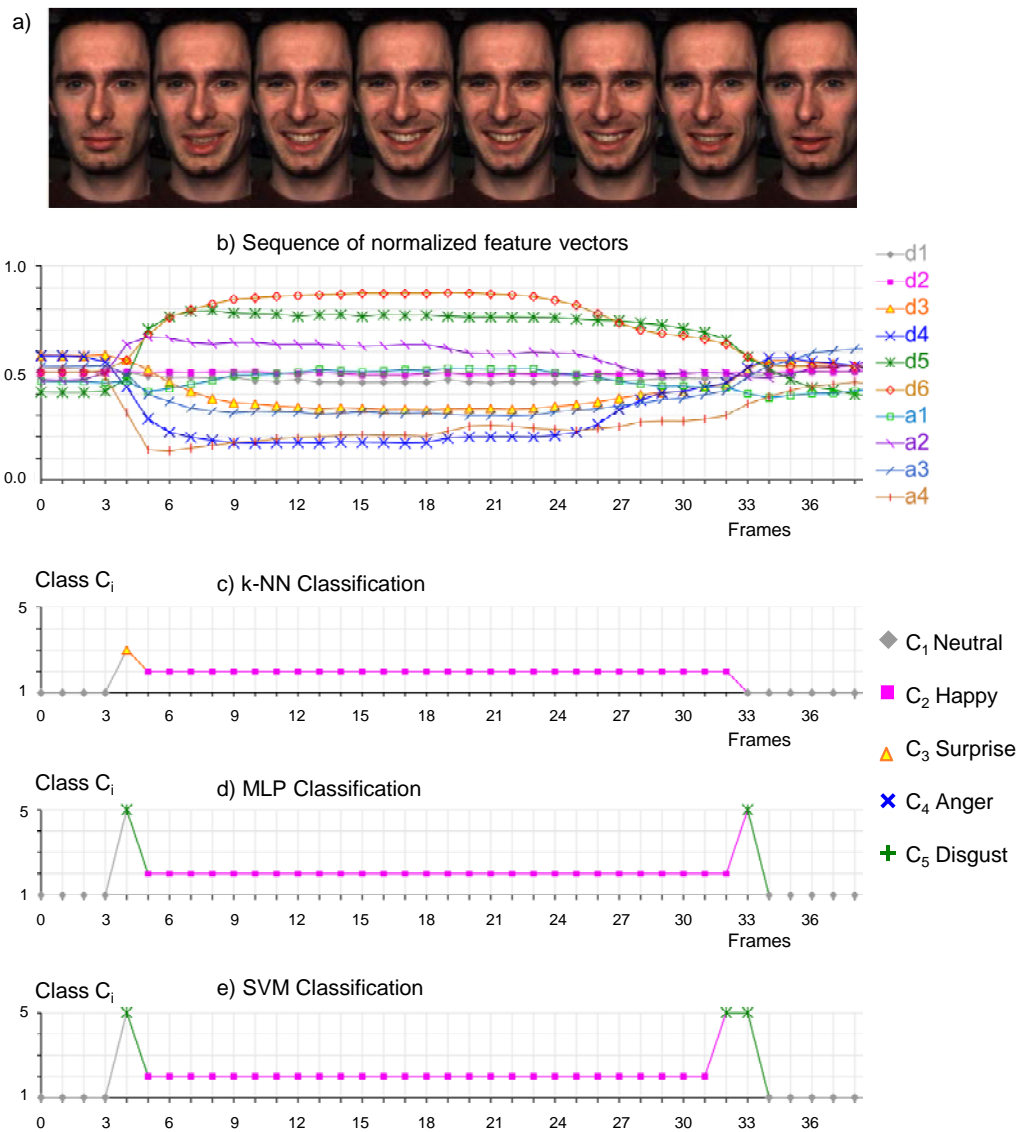 a)
b) Sequence of normalized feature vectors
1.0
0.5
0.0
0 3 6 9 12 15 18 21 24 27 30 33 36
Frames
d1
d2
d3
d4
d5
d6
a1
a2
a3
a4
Class Ci
c) k-NN Classification
5
1
0 3 6 9 12 15 18 21 24 27 30 33 36
Frames
Class Ci
d) MLP Classification
5
1
0 3 6 9 12 15 18 21 24 27 30 33 36
Frames
Class Ci
e) SVM Classification
5
1
0 3 6 9 12 15 18 21 24 27 30 33 36
C1 Neutral
C2 Happy
C3 Surprise
C4 Anger
C5 Disgust